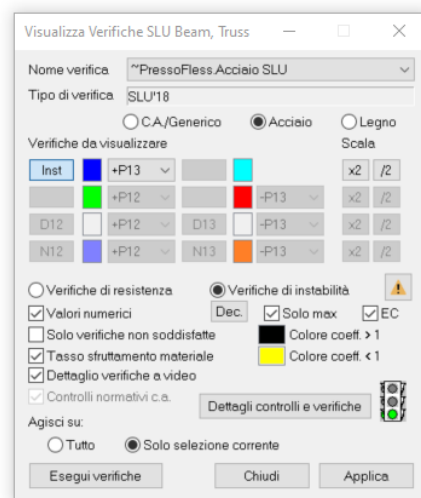 Visualizza Verifiche SLU Beam, Truss
Nome verifica ~PressoFless.Acciaio SLU
Tipo di verifica SLU'18
C.A./Generico Acciaio Legno
Verifiche da visualizzare Scala
Inst +P13 x2 /2
+P12 -P13 x2 /2
D12 +P12 D13 -P13 x2 /2
N12 +P12 N13 -P13 x2 /2
Verifiche di resistenza Verifiche di instabilità
Valori numerici Dec. Solo max EC
Solo verifiche non soddisfatte Colore coeff. > 1
Tasso sfruttamento materiale Colore coeff. < 1
Dettaglio verifiche a video
Controlli normativi c.a. Dettagli controlli e verifiche
Agisci su:
Tutto Solo selezione corrente
Esegui verifiche Chiudi Applica